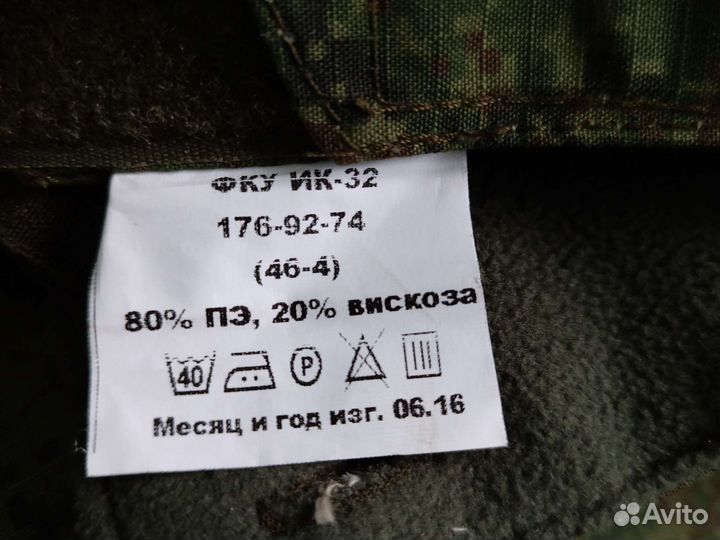 ФКУ ИК-32
176-92-74
(46-4)
80% ПЭ, 20% вискоза
40 P
Месяц и год изг. 06.16
Avito